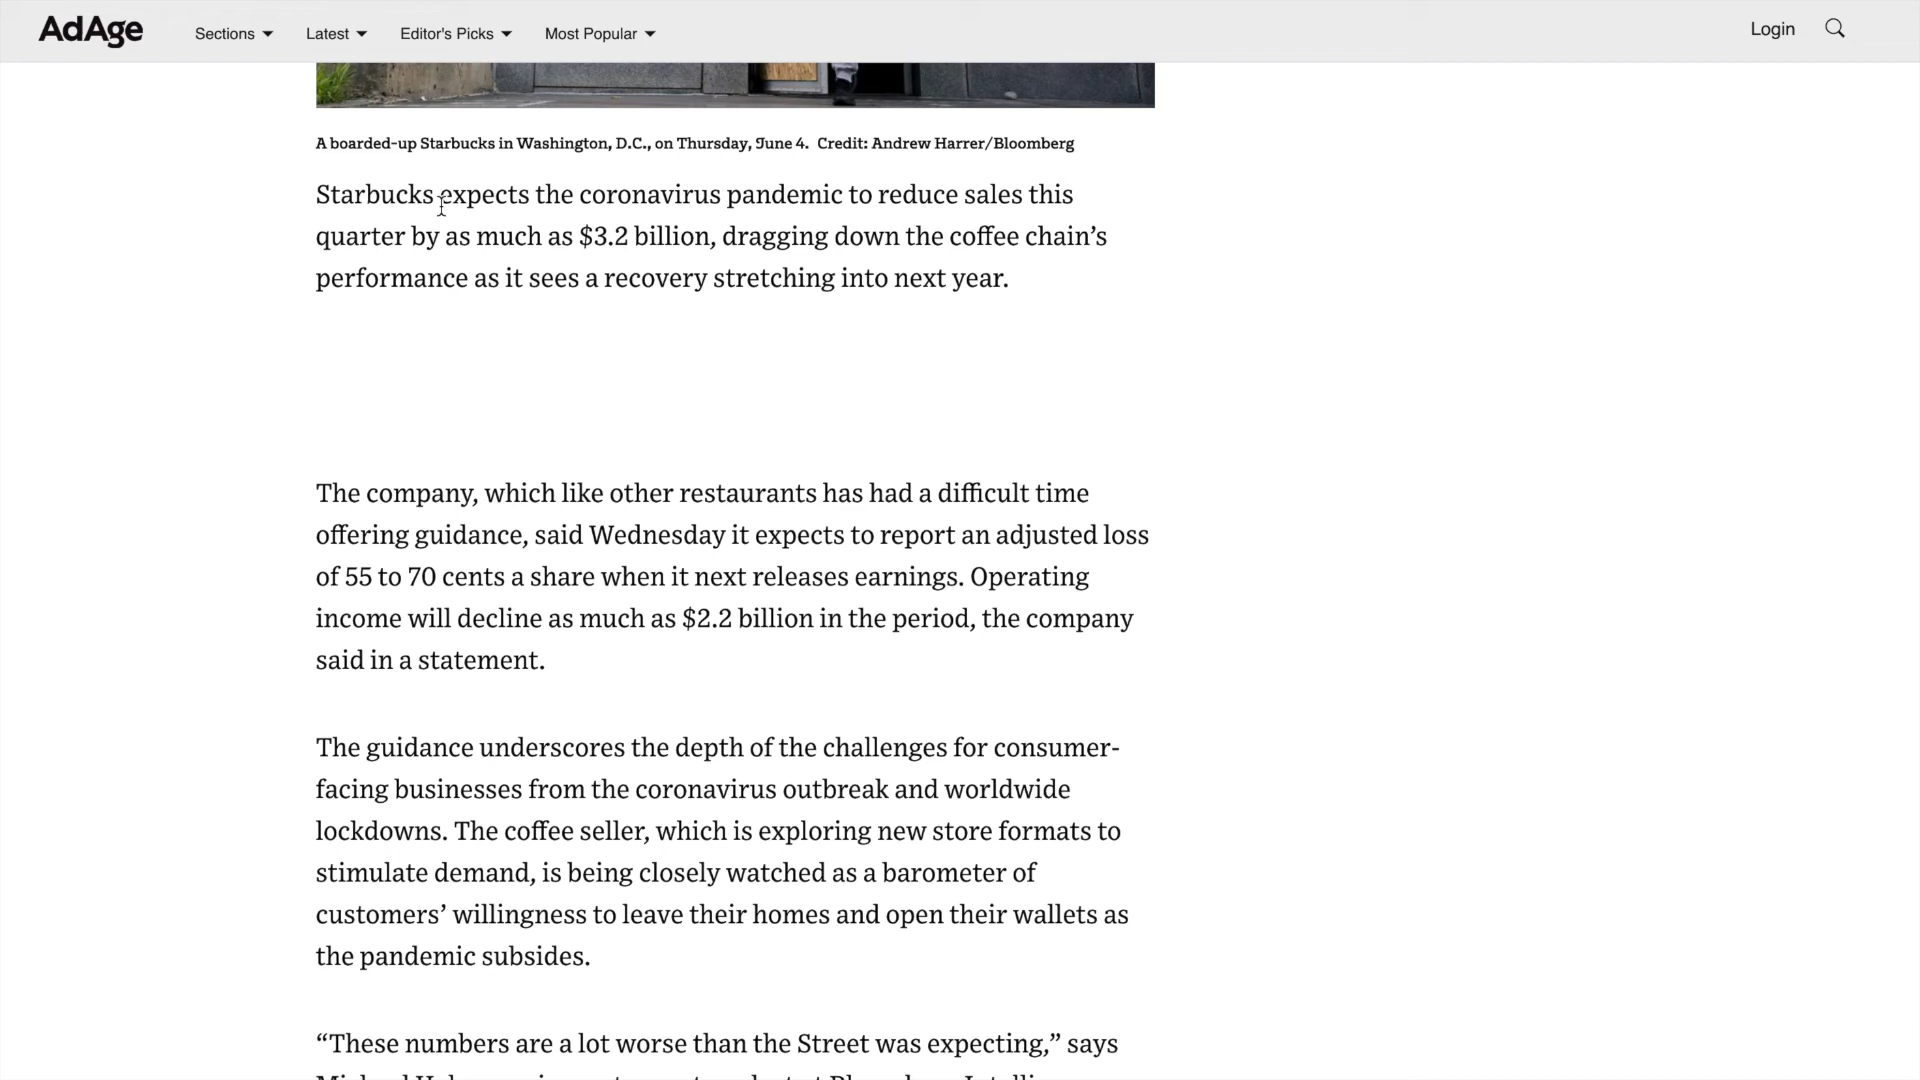 AdAge
Sections
Latest
Editor's Picks
Most Popular
Login
A boarded-up Starbucks in Washington, D.C., on Thursday, June 4. Credit: Andrew Harrer/Bloomberg
Starbucks expects the coronavirus pandemic to reduce sales this
quarter by as much as $3.2 billion, dragging down the coffee chain’s
performance as it sees a recovery stretching into next year.
The company, which like other restaurants has had a difficult time
offering guidance, said Wednesday it expects to report an adjusted loss
of 55 to 70 cents a share when it next releases earnings. Operating
income will decline as much as $2.2 billion in the period, the company
said in a statement.
The guidance underscores the depth of the challenges for consumer-
facing businesses from the coronavirus outbreak and worldwide
lockdowns. The coffee seller, which is exploring new store formats to
stimulate demand, is being closely watched as a barometer of
customers’ willingness to leave their homes and open their wallets as
the pandemic subsides.
“These numbers are a lot worse than the Street was expecting,” says